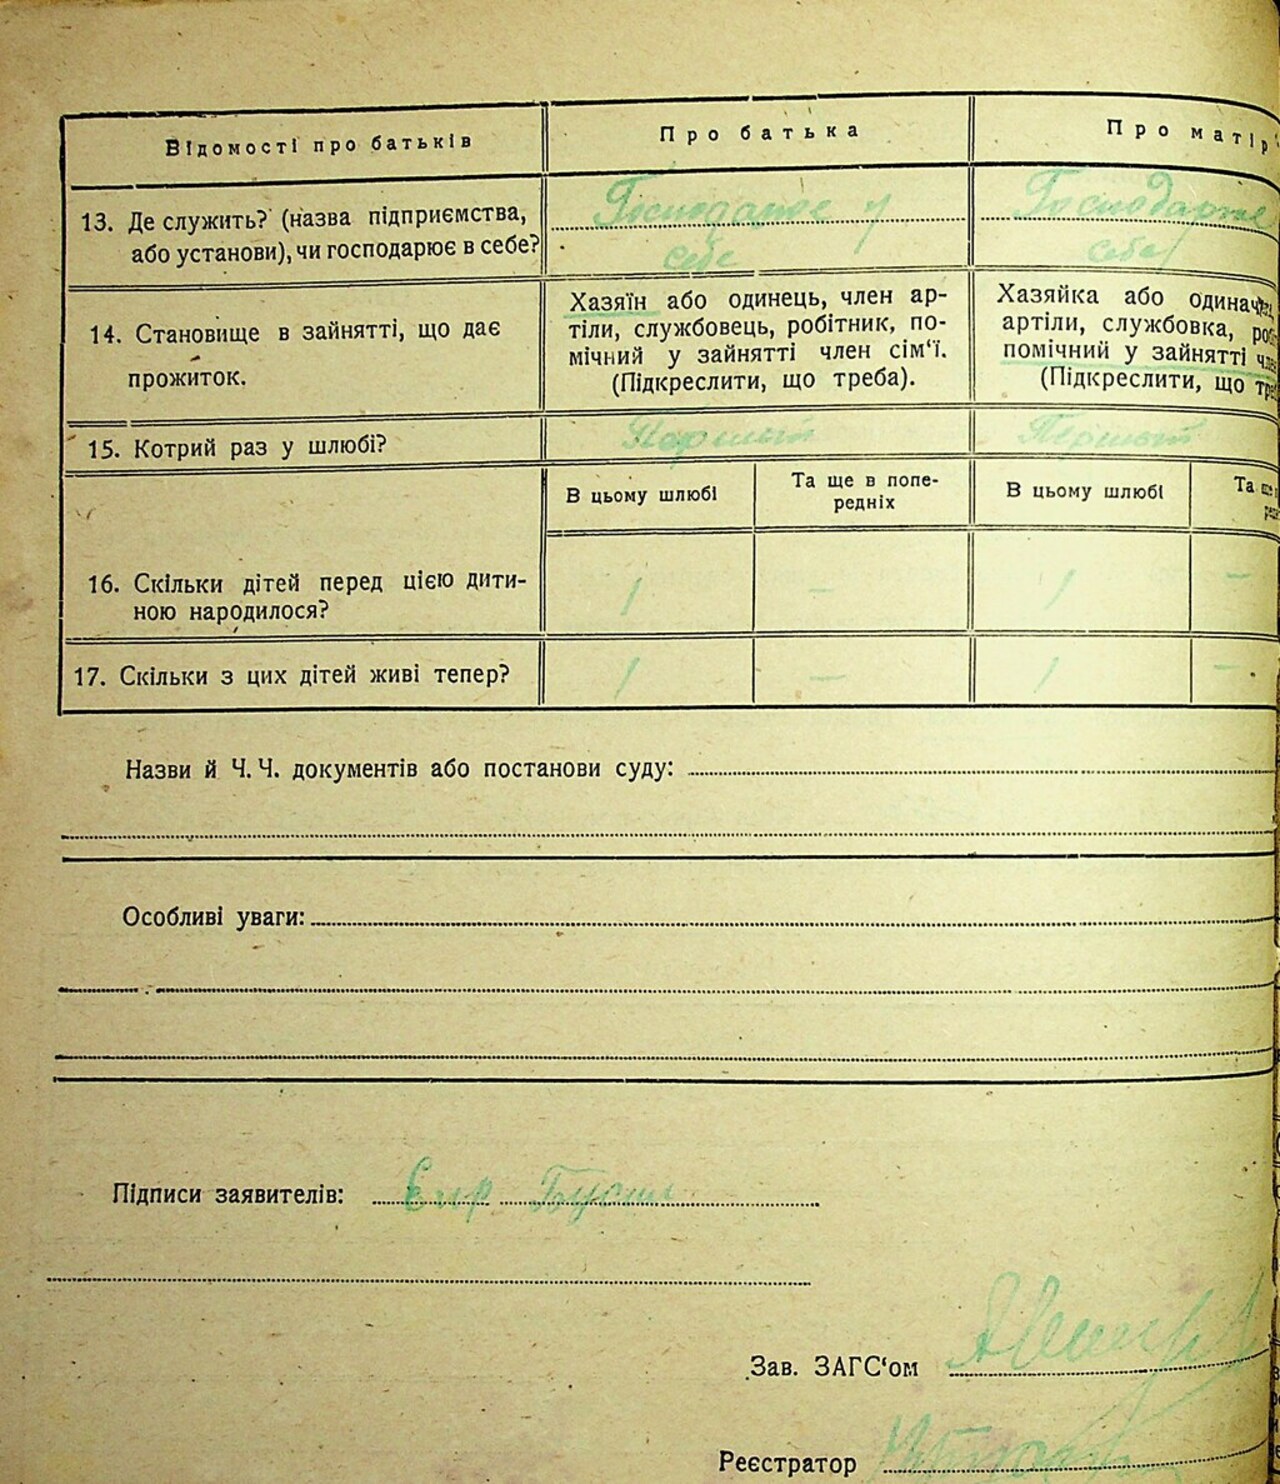 Відомості про батьків
Про батька
Про матір
13. Де служить? (назва підприємства,
або установи), чи господарює в себе?
Господарює у
себе
Господарює
себе
14. Становище в зайнятті, що дає
прожиток.
Хазяїн або одинець, член ар-
тіли, службовець, робітник, по-
мічний у зайнятті член сім‘ї.
(Підкреслити, що треба).
Хазяйка або
артіли, службовка,
помічний у зайнятті
(Підкреслити, що
15. Котрий раз у шлюбі?
Перший
Перший
В цьому шлюбі
Та ще в попе-
редніх
В цьому шлюбі
Та
16. Скільки дітей перед цією дити-
ною народилося?
1 — 1 —
17. Скільки з цих дітей живі тепер?
1 — 1 —
Назви й Ч. Ч. документів або постанови суду:
Особливі уваги:
Підписи заявителів:
Зав. ЗАГС‘ом
Реєстратор